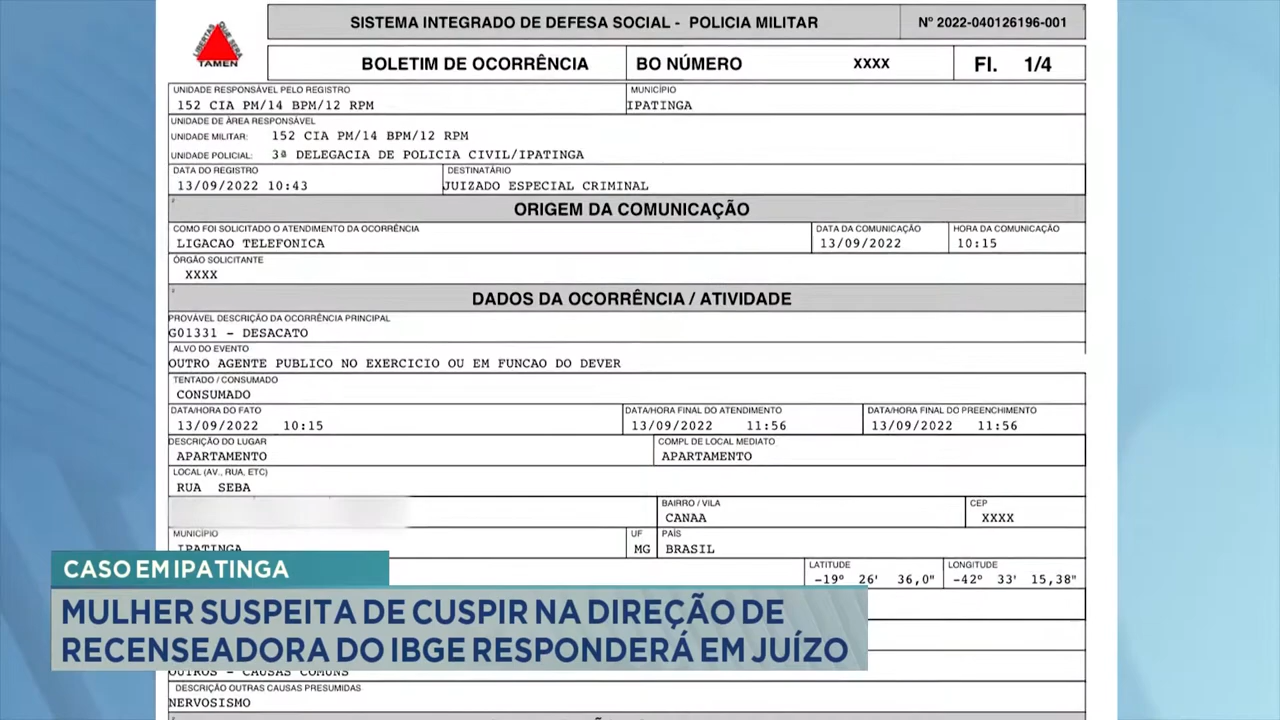 SISTEMA INTEGRADO DE DEFESA SOCIAL - POLICIA MILITAR
Nº 2022-040126196-001
TAMEN
BOLETIM DE OCORRÊNCIA
BO NÚMERO
XXXX
Fl. 1/4
UNIDADE RESPONSÁVEL PELO REGISTRO
152 CIA PM/14 BPM/12 RPM
MUNICÍPIO
IPATINGA
UNIDADE DE ÁREA RESPONSÁVEL
UNIDADE MILITAR: 152 CIA PM/14 BPM/12 RPM
UNIDADE POLICIAL: 3ª DELEGACIA DE POLICIA CIVIL/IPATINGA
DATA DO REGISTRO
13/09/2022 10:43
DESTINATÁRIO
JUIZADO ESPECIAL CRIMINAL
ORIGEM DA COMUNICAÇÃO
COMO FOI SOLICITADO O ATENDIMENTO DA OCORRÊNCIA
LIGACAO TELEFONICA
DATA DA COMUNICAÇÃO
13/09/2022
HORA DA COMUNICAÇÃO
10:15
ÓRGÃO SOLICITANTE
XXXX
DADOS DA OCORRÊNCIA / ATIVIDADE
PROVÁVEL DESCRIÇÃO DA OCORRÊNCIA PRINCIPAL
G01331 - DESACATO
ALVO DO EVENTO
OUTRO AGENTE PUBLICO NO EXERCICIO OU EM FUNCAO DO DEVER
TENTADO / CONSUMADO
CONSUMADO
DATA/HORA DO FATO
13/09/2022 10:15
DATA/HORA FINAL DO ATENDIMENTO
13/09/2022 11:56
DATA/HORA FINAL DO PREENCHIMENTO
13/09/2022 11:56
DESCRIÇÃO DO LUGAR
APARTAMENTO
COMPL DE LOCAL MEDIATO
APARTAMENTO
LOCAL (AV., RUA, ETC)
RUA SEBA
BAIRRO / VILA
CANAA
CEP
XXXX
MUNICÍPIO
IPATINGA
UF
MG
PAÍS
BRASIL
LATITUDE
-19º 26' 36,0"
LONGITUDE
-42º 33' 15,38"
CASO EM IPATINGA
MULHER SUSPEITA DE CUSPIR NA DIREÇÃO DE
RECENSEADORA DO IBGE RESPONDERÁ EM JUÍZO
OUTROS - CAUSAS COMUNS
DESCRIÇÃO OUTRAS CAUSAS PRESUMIDAS
NERVOSISMO